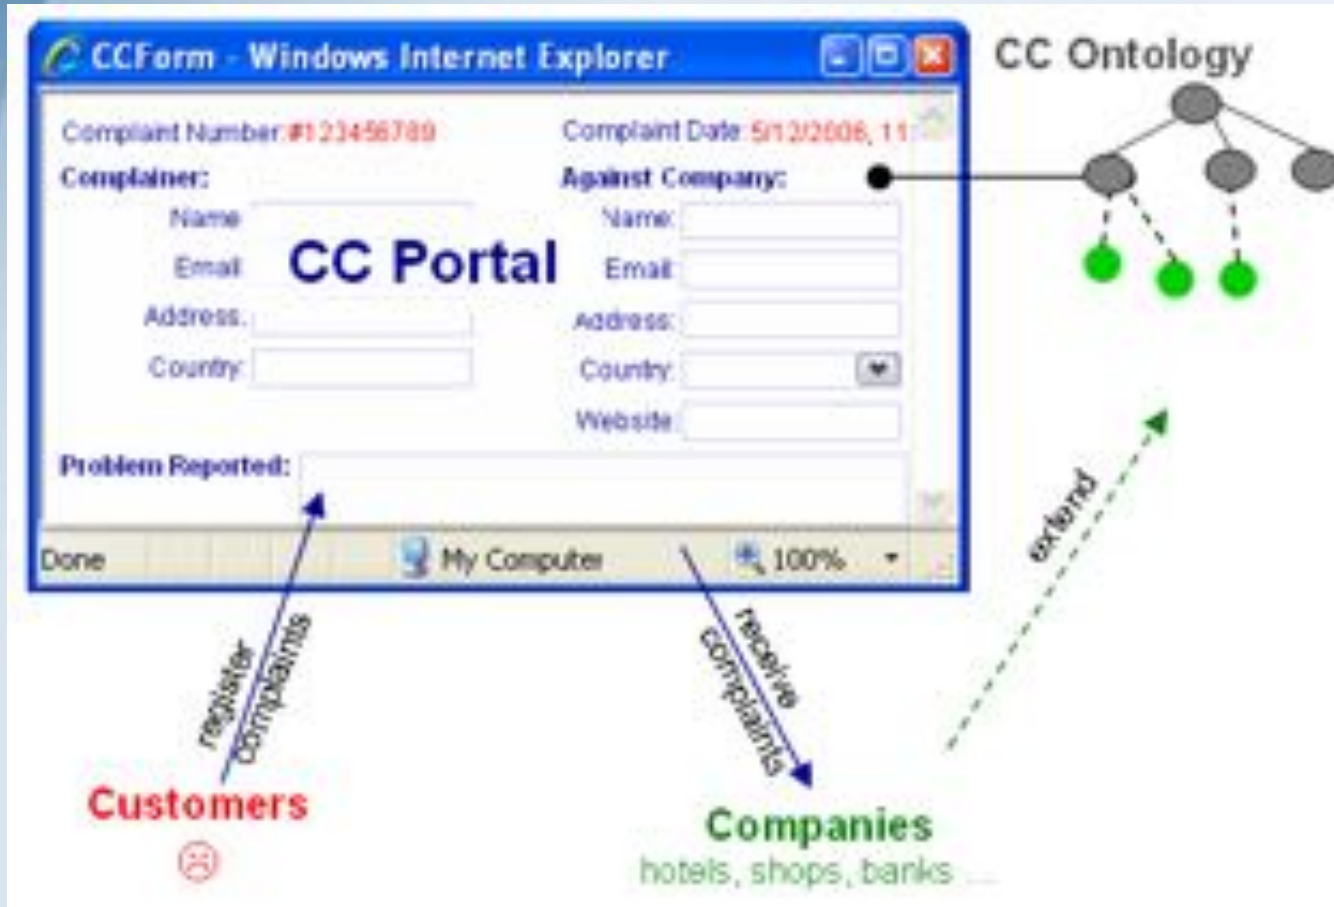 CCForm - Windows Internet Explorer
CC Ontology
Complaint Number: #123456789
Complaint Date: 5/12/2006, 11
Complainer:
Against Company:
Name
Name:
CC Portal
Email
Email:
Address:
Address:
Country:
Country:
Website:
Problem Reported:
Done
My Computer
100%
register
complaints
receive
complaints
extend
Customers
Companies
hotels, shops, banks ...